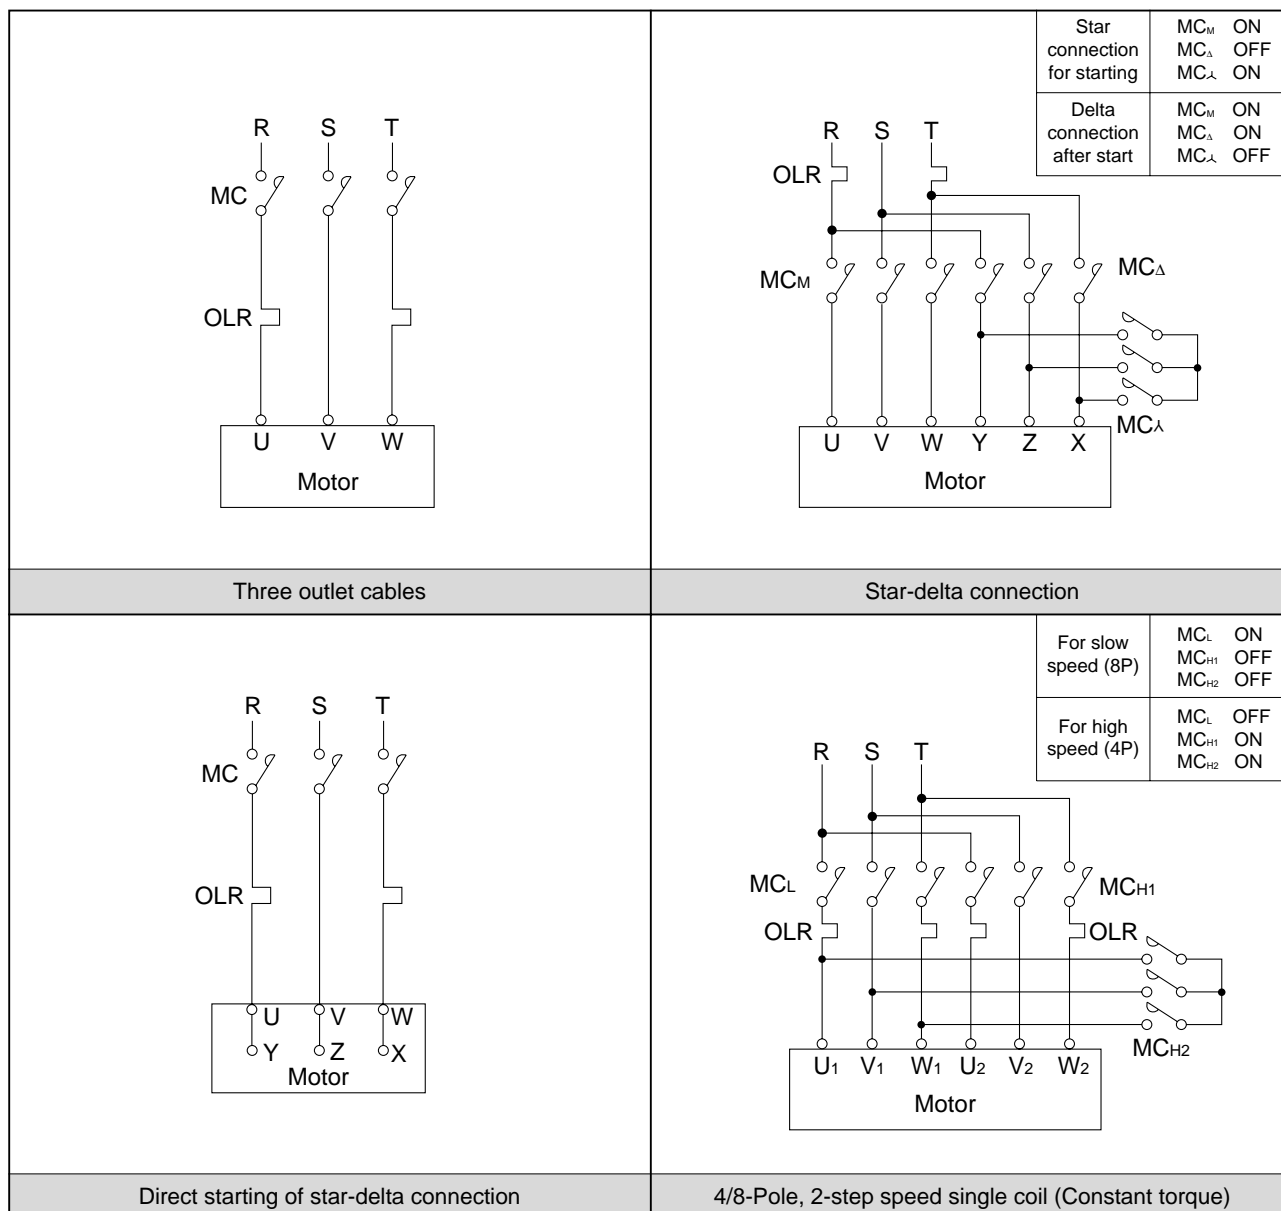 R S T
MC
OLR
U V W
Motor
Three outlet cables
Star
connection
for starting
MCM ON
MCΔ OFF
MC⅄ ON
Delta
connection
after start
MCM ON
MCΔ ON
MC⅄ OFF
R S T
OLR
MCM
MCΔ
MC⅄
U V W Y Z X
Motor
Star-delta connection
R S T
MC
OLR
U V W
Y Z X
Motor
Direct starting of star-delta connection
For slow
speed (8P)
MCL ON
MCH1 OFF
MCH2 OFF
For high
speed (4P)
MCL OFF
MCH1 ON
MCH2 ON
R S T
MCL
MCH1
OLR OLR
MCH2
U1 V1 W1 U2 V2 W2
Motor
4/8-Pole, 2-step speed single coil (Constant torque)